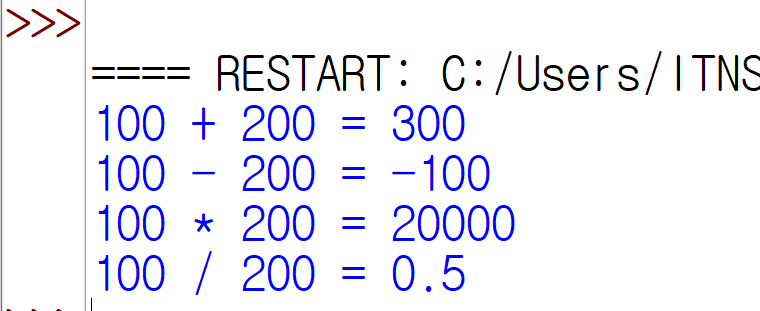 >>>
==== RESTART: C:/Users/ITNS
100 + 200 = 300
100 - 200 = -100
100 * 200 = 20000
100 / 200 = 0.5